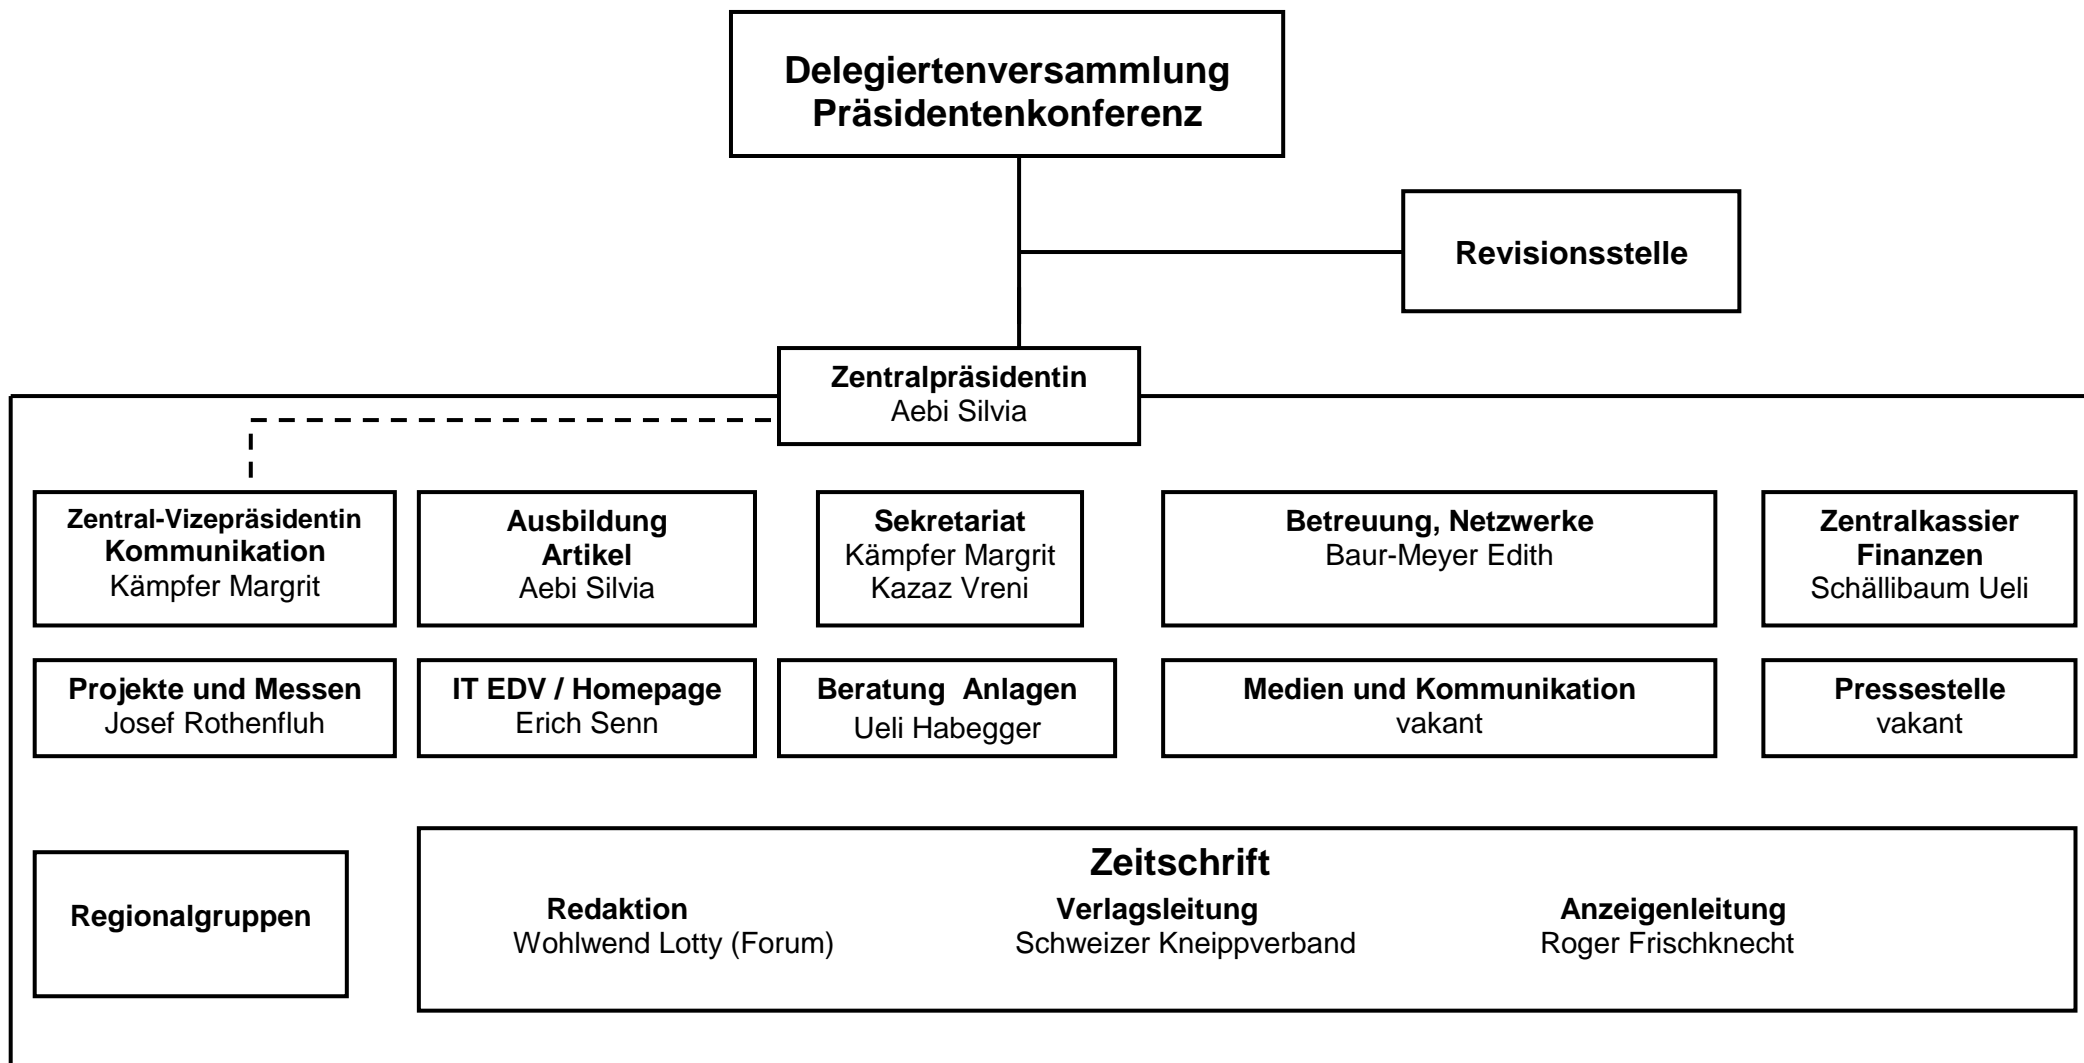 Delegiertenversammlung
Präsidentenkonferenz
Revisionsstelle
Zentralpräsidentin
Aebi Silvia
Zentral-Vizepräsidentin
Kommunikation
Kämpfer Margrit
Ausbildung
Artikel
Aebi Silvia
Sekretariat
Kämpfer Margrit
Kazaz Vreni
Betreuung, Netzwerke
Baur-Meyer Edith
Zentralkassier
Finanzen
Schällibaum Ueli
Projekte und Messen
Josef Rothenfluh
IT EDV / Homepage
Erich Senn
Beratung Anlagen
Ueli Habegger
Medien und Kommunikation
vakant
Pressestelle
vakant
Regionalgruppen
Zeitschrift
Redaktion
Wohlwend Lotty (Forum)
Verlagsleitung
Schweizer Kneippverband
Anzeigenleitung
Roger Frischknecht